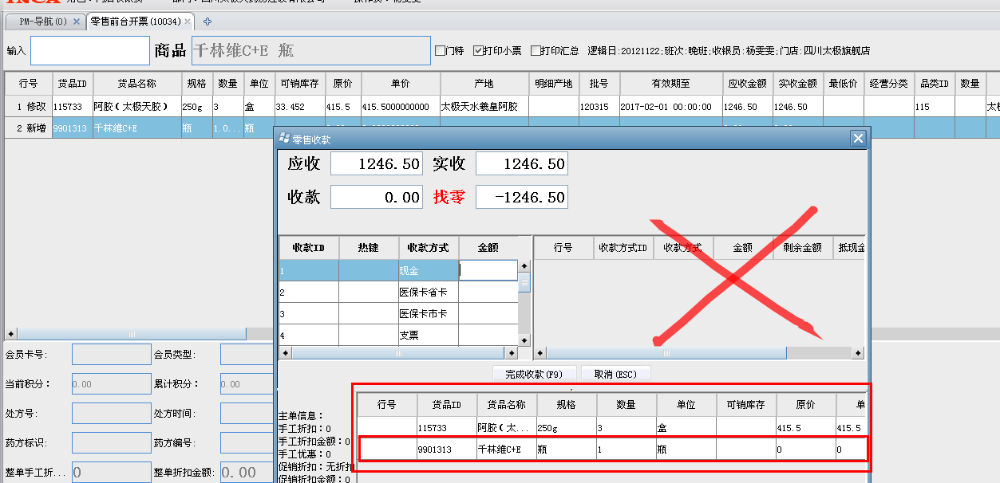 PM-导航(0) × 零售前台开票(10034) ×
输入 商品 千林维C+E 瓶 门特 打印小票 打印汇总 逻辑日:20121122;班次:晚班;收银员:杨雯雯;门店:四川太极旗舰店
行号 货品ID 货品名称 规格 数量 单位 可销库存 原价 单价 产地 明细产地 批号 有效期至 应收金额 实收金额 最低价 经营分类 品类ID 数量
1 修改 115733 阿胶(太极天胶) 250g 3 盒 33.452 415.5 415.5000000000 太极天水羲皇阿胶 120315 2017-02-01 00:00:00 1246.50 1246.50 115 太极
2 新增 9901313 千林维C+E 瓶 1.0... 瓶
零售收款
应收 1246.50 实收 1246.50
收款 0.00 找零 -1246.50
收款ID 热键 收款方式 金额
1 现金
2 医保卡省卡
3 医保卡市卡
4 支票
行号 收款方式ID 收款方式 金额 剩余金额 抵现金
完成收款(F9) 取消(ESC)
会员卡号: 会员类型:
当前积分: 0.00 累计积分: 0.00
处方号: 处方时间:
药方标识: 药方编号:
整单手工折... 0 整单折扣金额: 0.00
主单信息:
手工折扣:0
手工折扣金额:0
手工优惠:0
促销折扣:无折扣
促销折扣金额:0
行号 货品ID 货品名称 规格 数量 单位 可销库存 原价 单
115733 阿胶(太... 250g 3 盒 415.5 415.5
9901313 千林维C+E 瓶 1 瓶 0 0